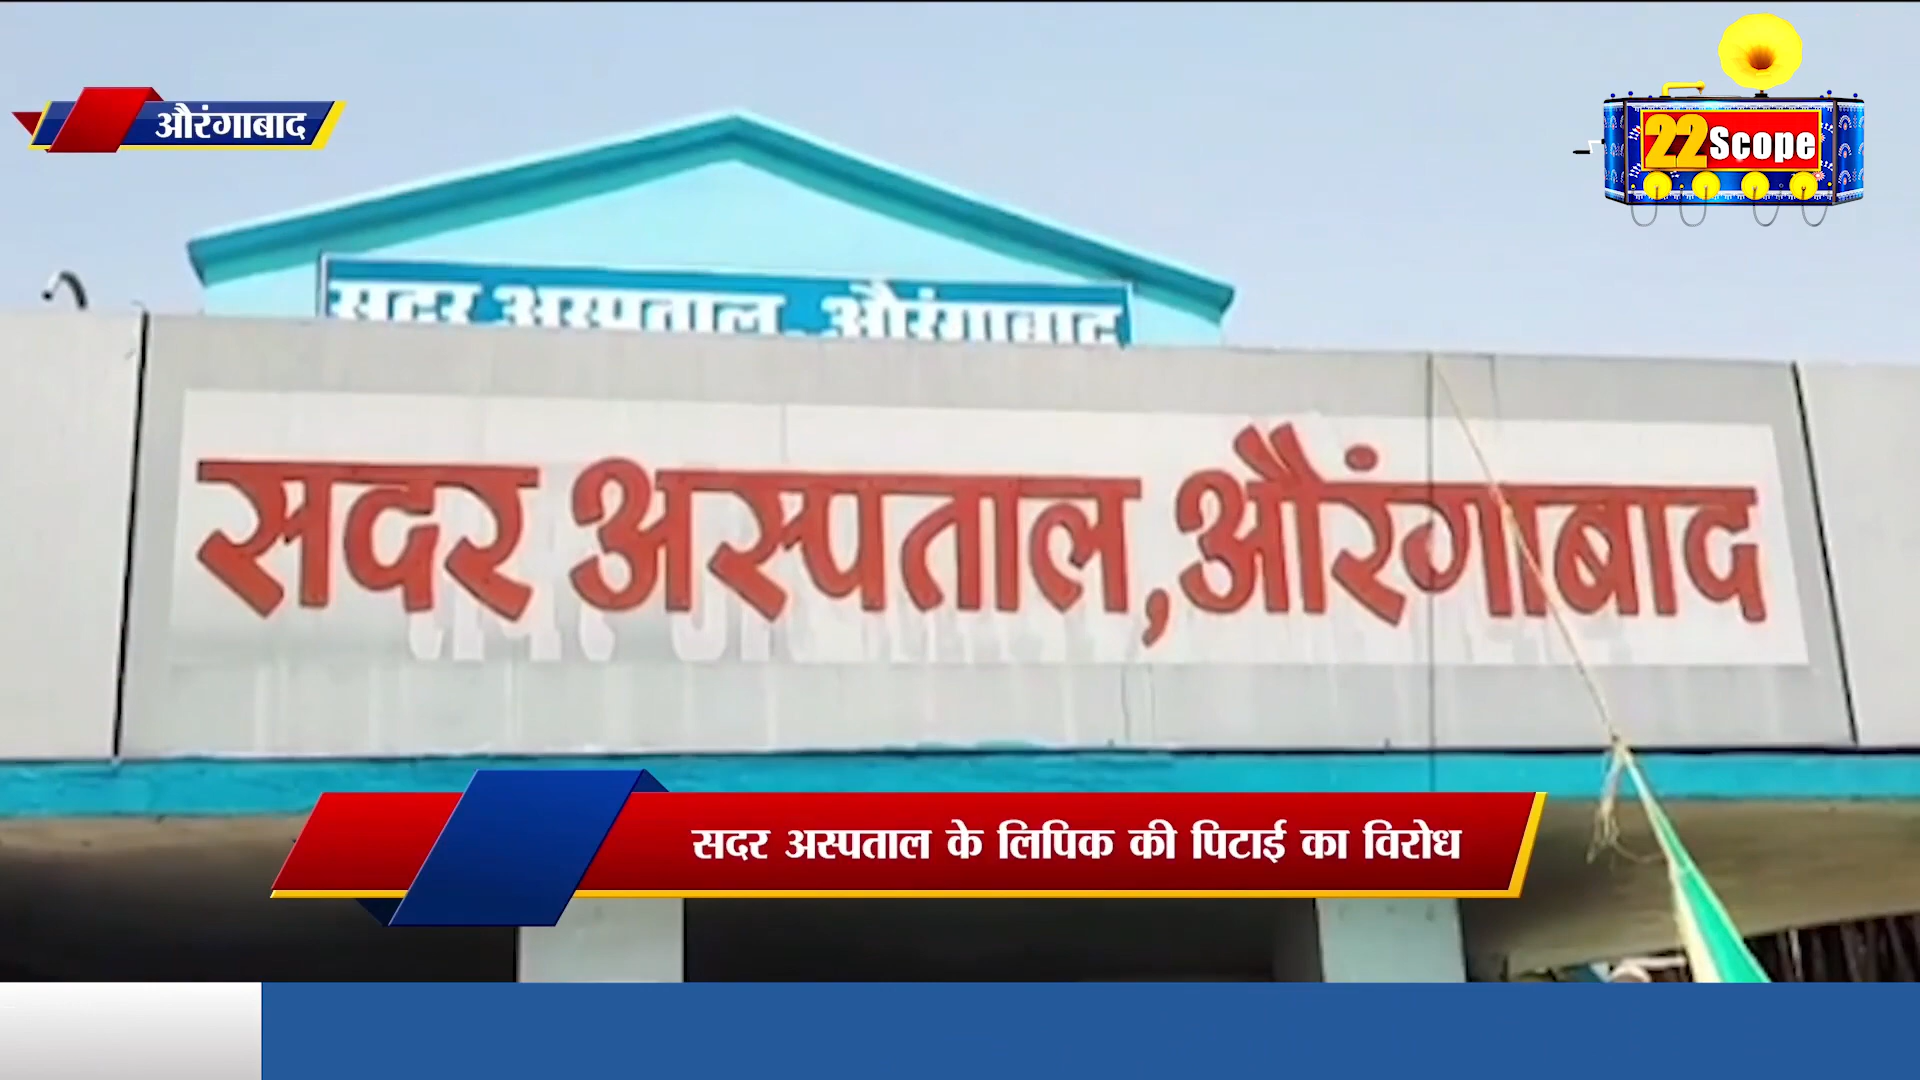 औरंगाबाद
22Scope
सदर अस्पताल, औरंगाबाद
सदर अस्पताल, औरंगाबाद
सदर अस्पताल के लिपिक की पिटाई का विरोध